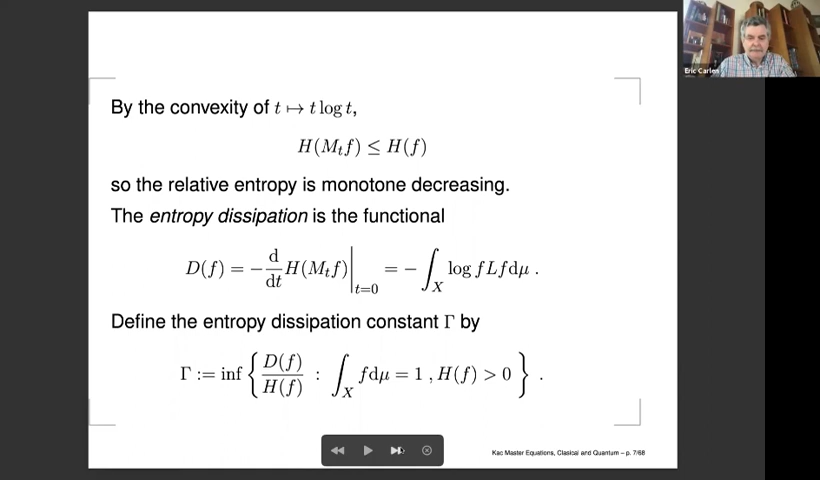 By the convexity of t ↦ t log t,
H(M_t f) ≤ H(f)
so the relative entropy is monotone decreasing.
The entropy dissipation is the functional
D(f) = −d/dt H(M_t f)|_{t=0} = −∫_X log f Lf dμ .
Define the entropy dissipation constant Γ by
Γ := inf { D(f)/H(f) : ∫_X f dμ = 1 , H(f) > 0 } .
Kac Master Equations, Clasical and Quantum – p. 7/68
Eric Carlen